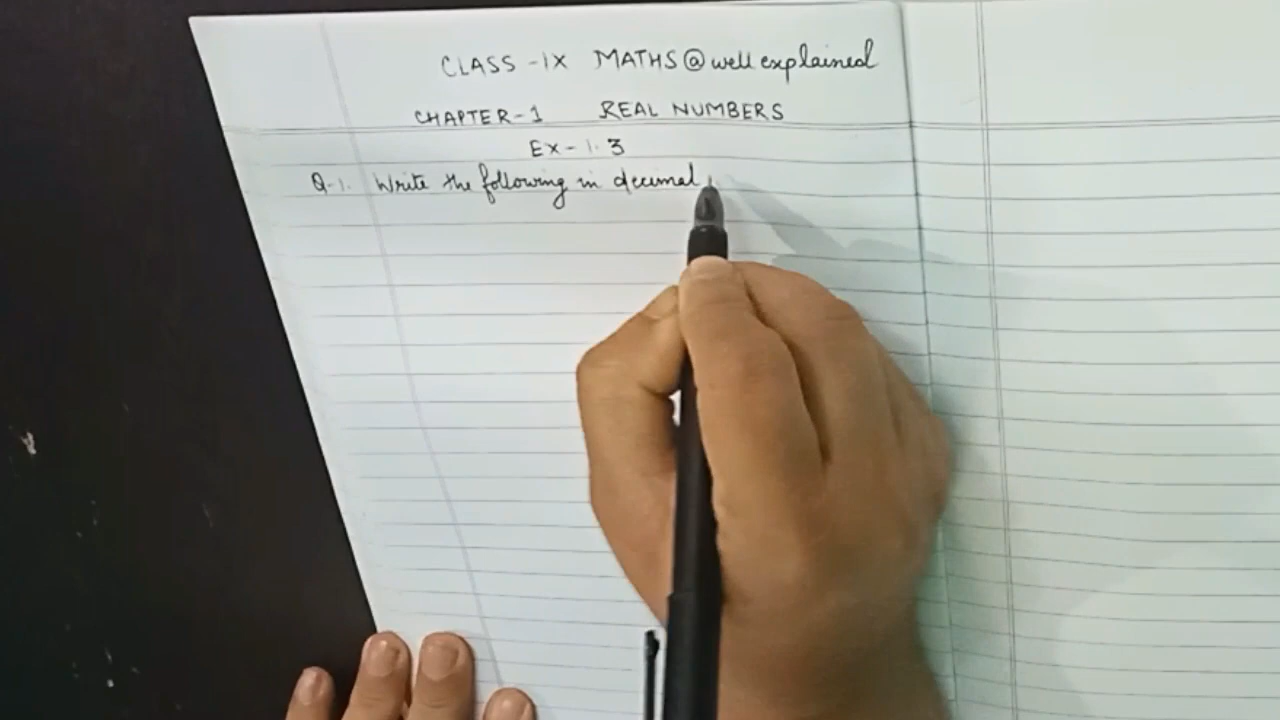 CLASS - IX MATHS @ well explained
CHAPTER - 1 REAL NUMBERS
Ex - 1.3
Q-1. Write the following in decimal